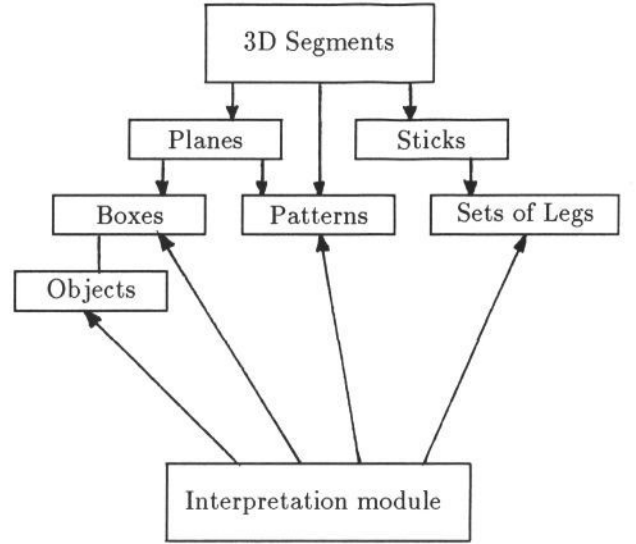 3D Segments
Planes
Sticks
Boxes
Patterns
Sets of Legs
Objects
Interpretation module